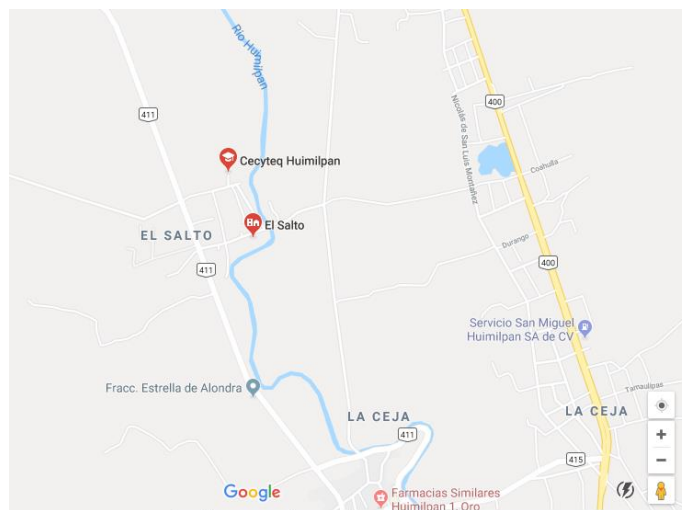 Rio Huimilpan
411
400
Nicolás de San Luis Montañez
Cecyteq Huimilpan
Coahuila
El Salto
EL SALTO
Durango
411
400
Servicio San Miguel
Huimilpan SA de CV
Fracc. Estrella de Alondra
Tamaulipas
LA CEJA
LA CEJA
411
415
Google
Farmacias Similares
Huimilpan 1, Qro